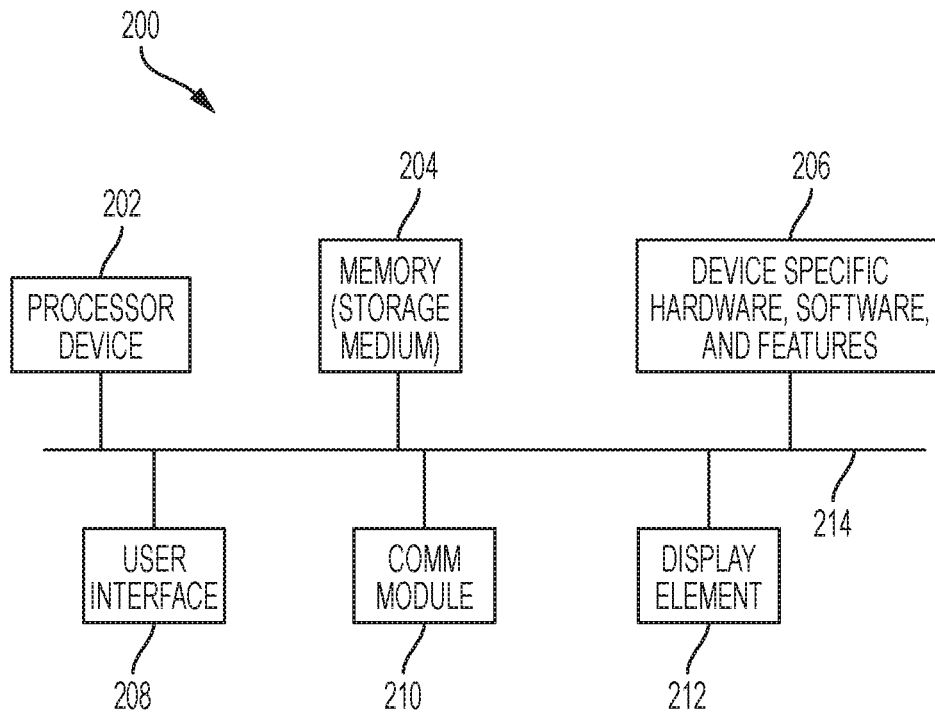 200
202
204
206
PROCESSOR
DEVICE
MEMORY
(STORAGE
MEDIUM)
DEVICE SPECIFIC
HARDWARE, SOFTWARE,
AND FEATURES
214
USER
INTERFACE
COMM
MODULE
DISPLAY
ELEMENT
208
210
212